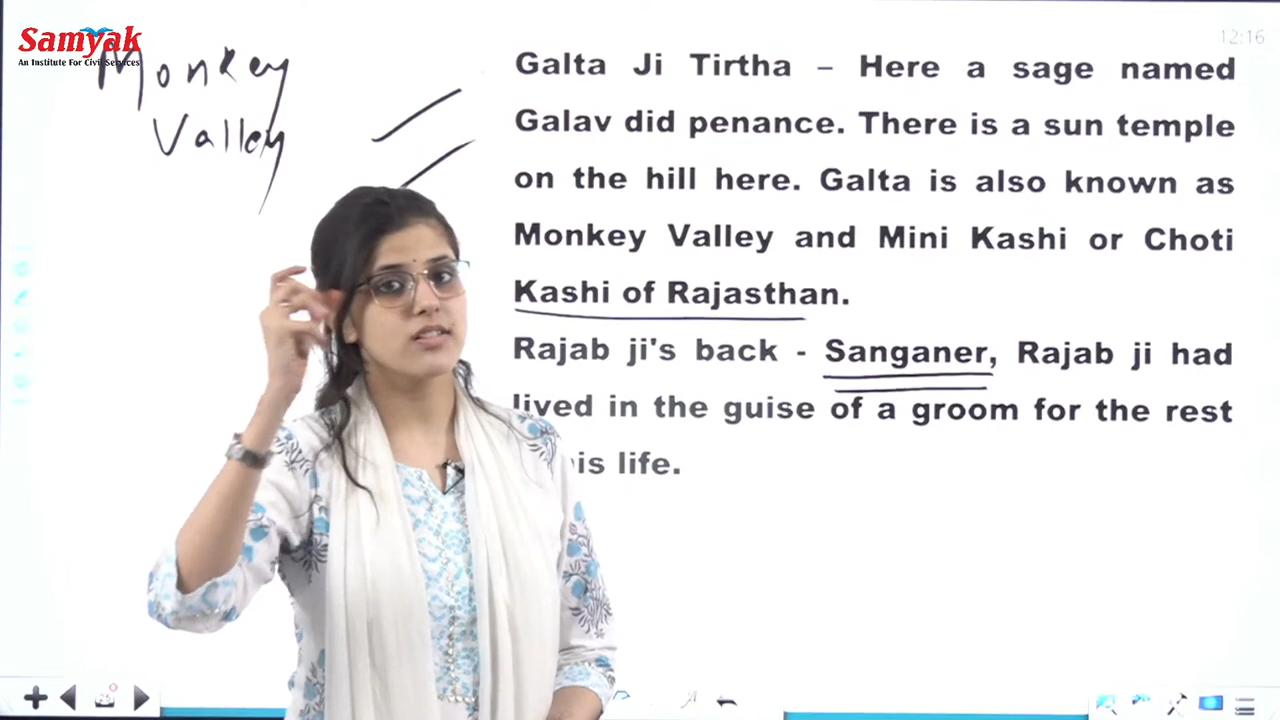 Samyak
An Institute For Civil Services
Monkey
Valley
12:16
Galta Ji Tirtha – Here a sage named
Galav did penance. There is a sun temple
on the hill here. Galta is also known as
Monkey Valley and Mini Kashi or Choti
Kashi of Rajasthan.
Rajab ji's back - Sanganer, Rajab ji had
lived in the guise of a groom for the rest
is life.